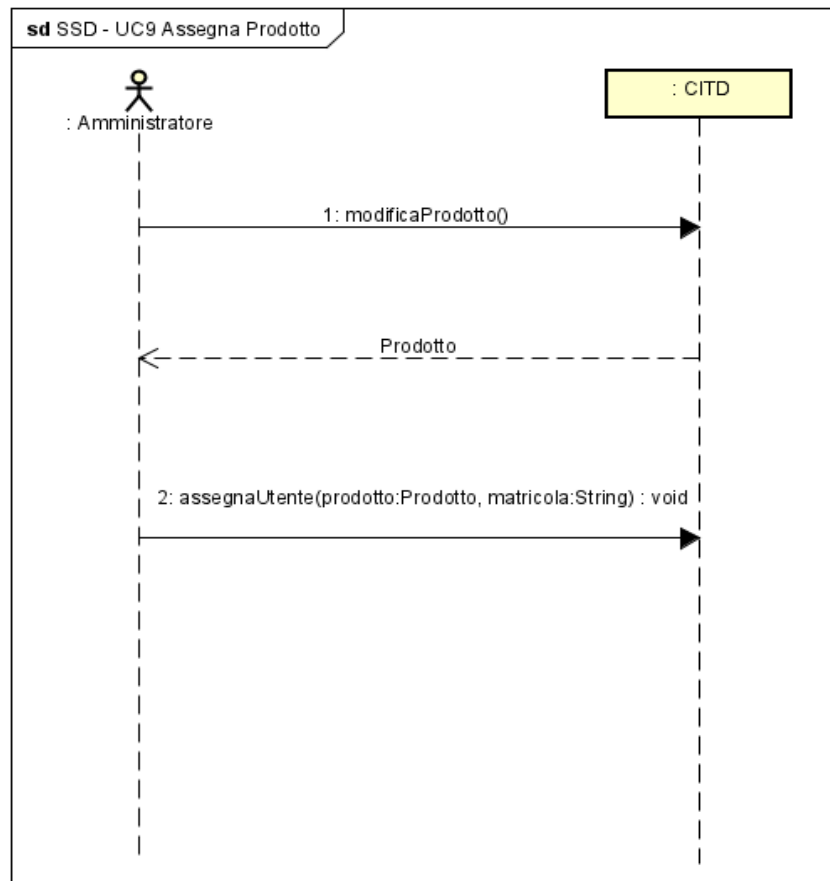 sd SSD - UC9 Assegna Prodotto
: Amministratore
: CITD
1: modificaProdotto()
Prodotto
2: assegnaUtente(prodotto:Prodotto, matricola:String) : void